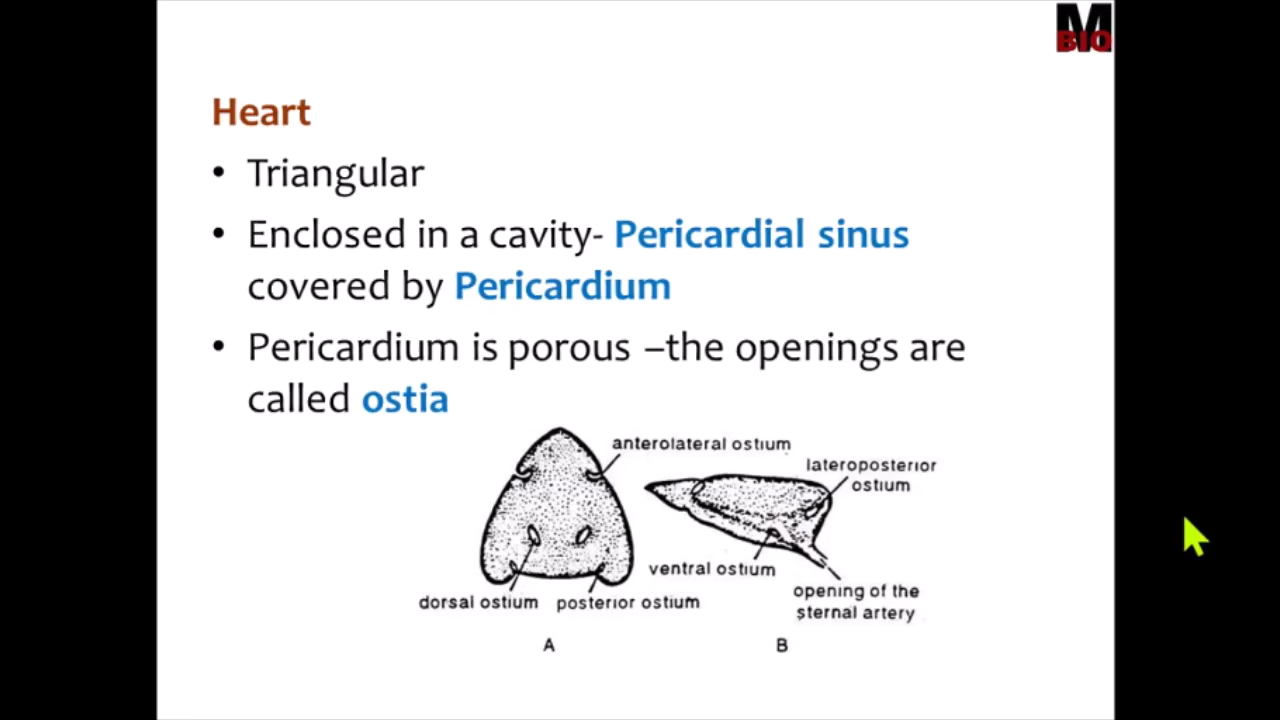 M
BIO
Heart
• Triangular
• Enclosed in a cavity- Pericardial sinus
covered by Pericardium
• Pericardium is porous –the openings are
called ostia
anterolateral ostium
lateroposterior
ostium
ventral ostium
opening of the
sternal artery
dorsal ostium
posterior ostium
A
B